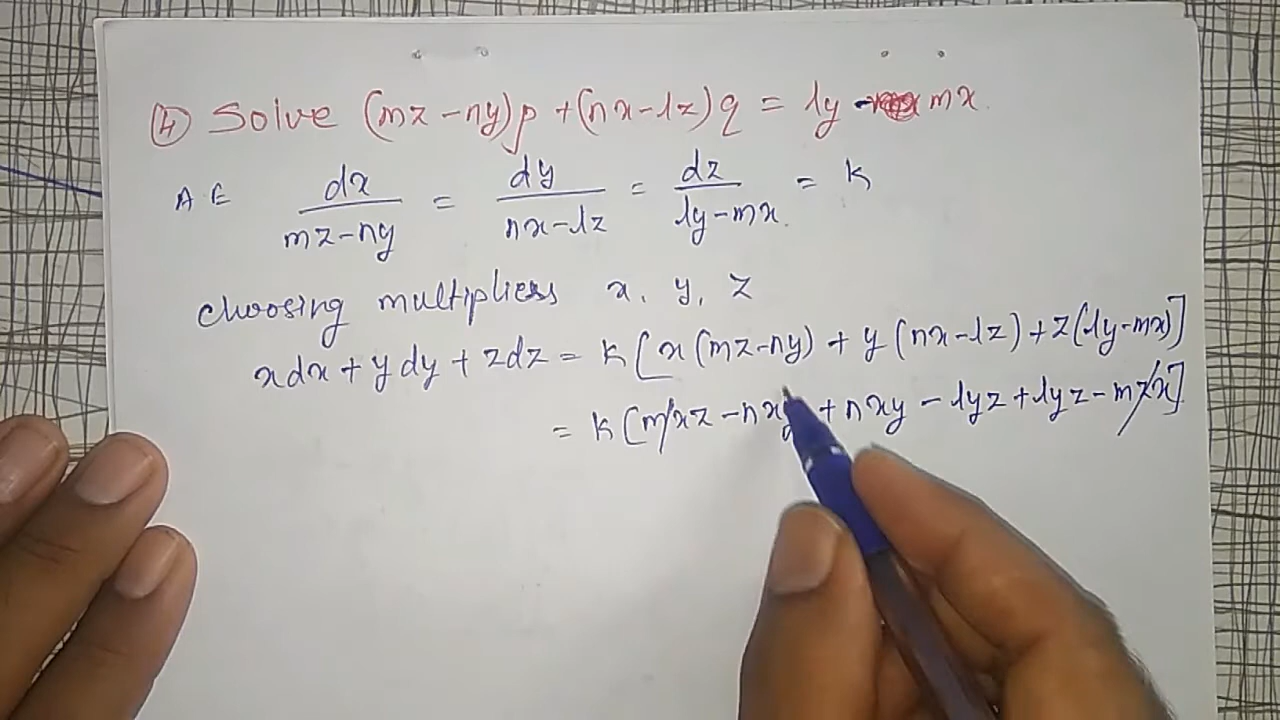 ④ Solve (mz-ny)p+(nx-lz)q = ly - mx
A E dx/(mz-ny) = dy/(nx-lz) = dz/(ly-mx) = k
choosing multipliers x, y, z
xdx+ydy+zdz = k[x(mz-ny)+y(nx-lz)+z(ly-mx)]
= k[mxz-nxy+nxy-lyz+lyz-mzx]